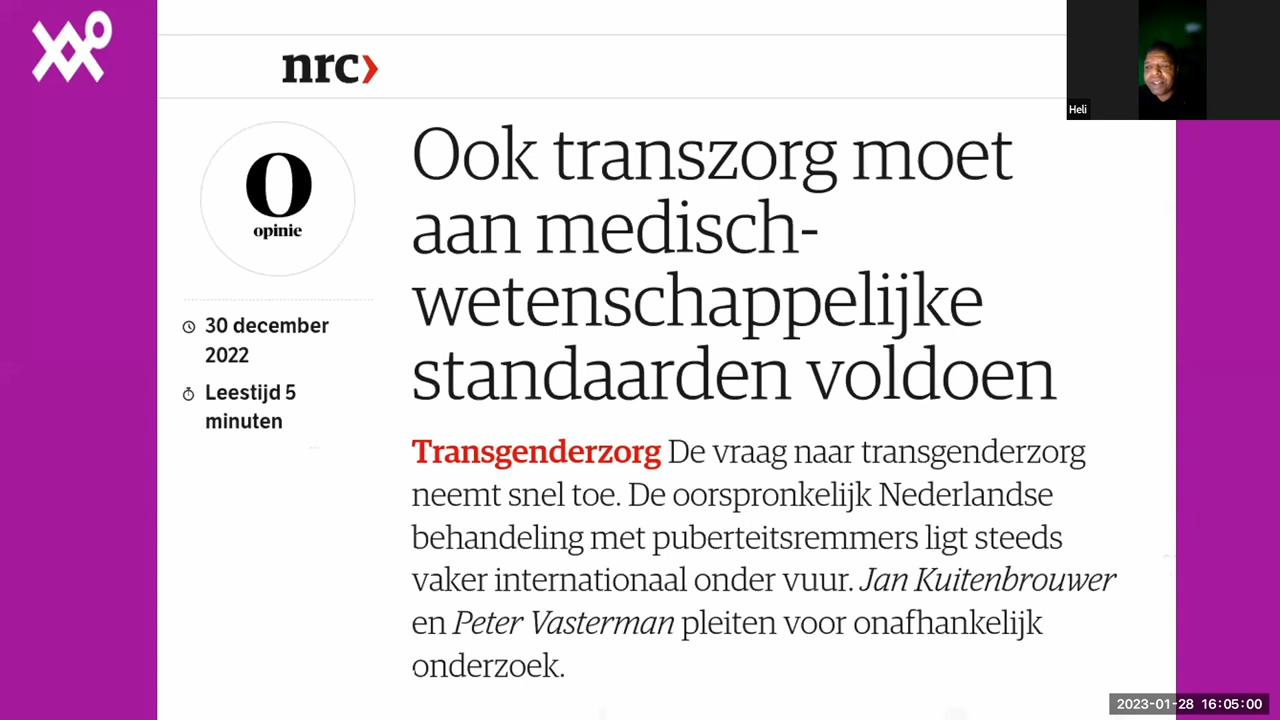 nrc>
Heli
O
opinie
30 december
2022
Leestijd 5
minuten
Ook transzorg moet
aan medisch-
wetenschappelijke
standaarden voldoen
Transgenderzorg De vraag naar transgenderzorg
neemt snel toe. De oorspronkelijk Nederlandse
behandeling met puberteitsremmers ligt steeds
vaker internationaal onder vuur. Jan Kuitenbrouwer
en Peter Vasterman pleiten voor onafhankelijk
onderzoek.
2023-01-28 16:05:00